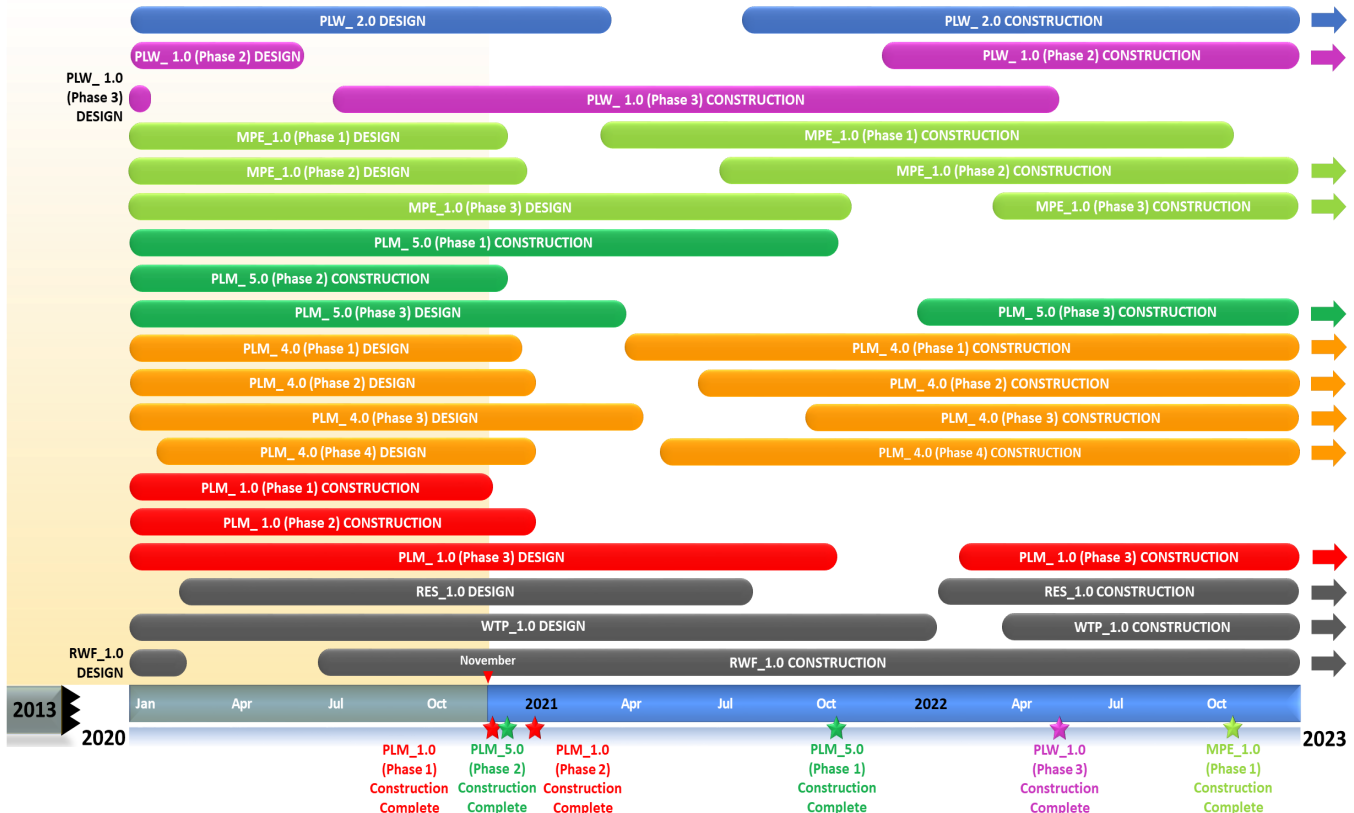 PLW_ 2.0 DESIGN
PLW_ 2.0 CONSTRUCTION
PLW_ 1.0 (Phase 2) DESIGN
PLW_ 1.0 (Phase 2) CONSTRUCTION
PLW_ 1.0
(Phase 3)
DESIGN
PLW_ 1.0 (Phase 3) CONSTRUCTION
MPE_1.0 (Phase 1) DESIGN
MPE_1.0 (Phase 1) CONSTRUCTION
MPE_1.0 (Phase 2) DESIGN
MPE_1.0 (Phase 2) CONSTRUCTION
MPE_1.0 (Phase 3) DESIGN
MPE_1.0 (Phase 3) CONSTRUCTION
PLM_ 5.0 (Phase 1) CONSTRUCTION
PLM_ 5.0 (Phase 2) CONSTRUCTION
PLM_ 5.0 (Phase 3) DESIGN
PLM_ 5.0 (Phase 3) CONSTRUCTION
PLM_ 4.0 (Phase 1) DESIGN
PLM_ 4.0 (Phase 1) CONSTRUCTION
PLM_ 4.0 (Phase 2) DESIGN
PLM_ 4.0 (Phase 2) CONSTRUCTION
PLM_ 4.0 (Phase 3) DESIGN
PLM_ 4.0 (Phase 3) CONSTRUCTION
PLM_ 4.0 (Phase 4) DESIGN
PLM_ 4.0 (Phase 4) CONSTRUCTION
PLM_ 1.0 (Phase 1) CONSTRUCTION
PLM_ 1.0 (Phase 2) CONSTRUCTION
PLM_ 1.0 (Phase 3) DESIGN
PLM_ 1.0 (Phase 3) CONSTRUCTION
RES_1.0 DESIGN
RES_1.0 CONSTRUCTION
WTP_1.0 DESIGN
WTP_1.0 CONSTRUCTION
RWF_1.0
DESIGN
November
RWF_1.0 CONSTRUCTION
2013
Jan
Apr
Jul
Oct
2021
Apr
Jul
Oct
2022
Apr
Jul
Oct
2020
2023
PLM_1.0
(Phase 1)
Construction
Complete
PLM_5.0
(Phase 2)
Construction
Complete
PLM_1.0
(Phase 2)
Construction
Complete
PLM_5.0
(Phase 1)
Construction
Complete
PLW_1.0
(Phase 3)
Construction
Complete
MPE_1.0
(Phase 1)
Construction
Complete